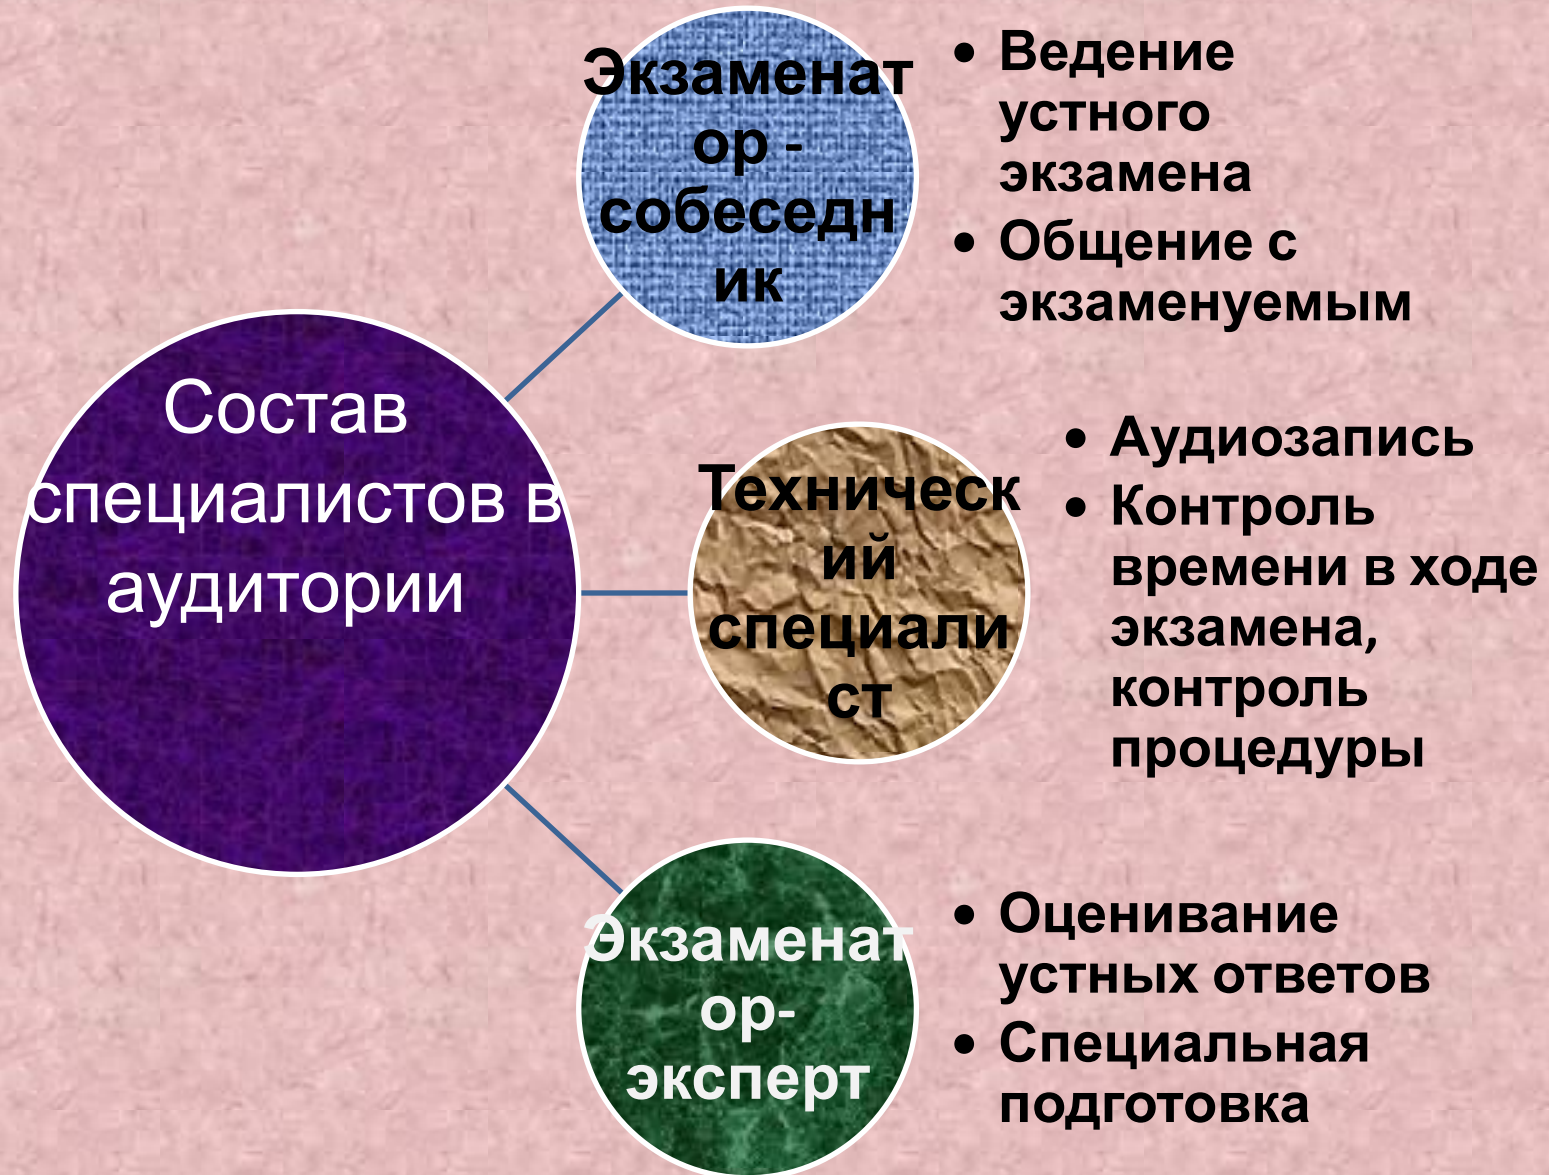 Состав
специалистов в
аудитории
Экзаменат
ор -
собеседн
ик
• Ведение
устного
экзамена
• Общение с
экзаменуемым
Техническ
ий
специали
ст
• Аудиозапись
• Контроль
времени в ходе
экзамена,
контроль
процедуры
Экзаменат
ор-
эксперт
• Оценивание
устных ответов
• Специальная
подготовка